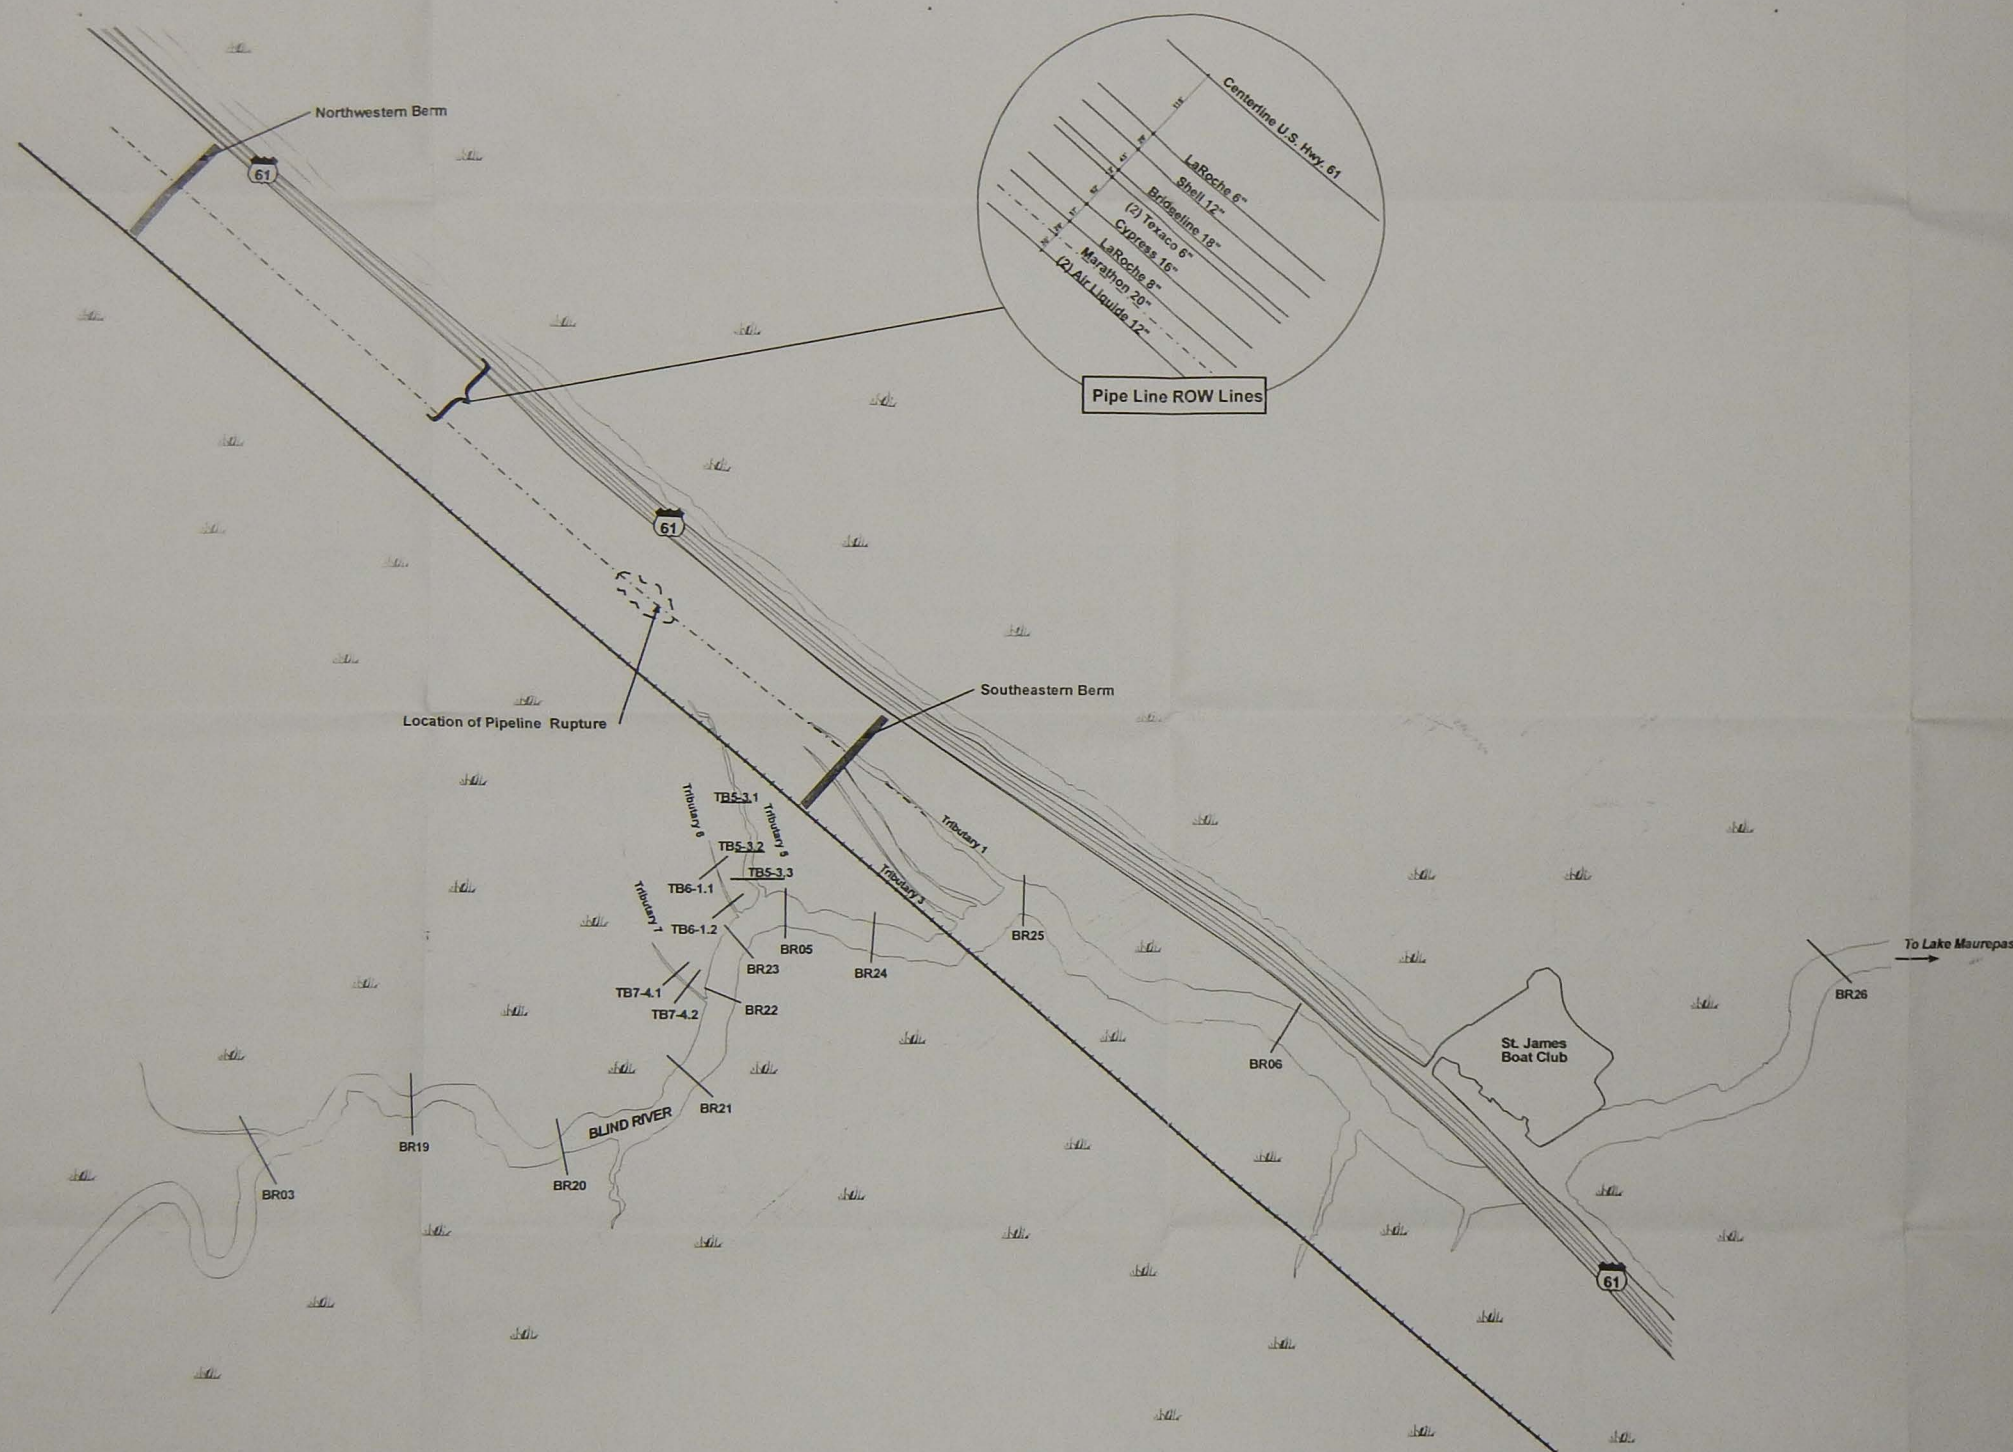 Northwestern Berm
61
Centerline U.S. Hwy. 61
118'
LaRoche 6"
Shell 12"
Bridgeline 18"
(2) Texaco 6"
Cypress 16"
LaRoche 8"
Marathon 20"
(2) Air Liquide 12"
Pipe Line ROW Lines
61
Southeastern Berm
Location of Pipeline Rupture
Tributary 6
TB5-3.1
Tributary 5
TB5-3.2
TB5-3.3
TB6-1.1
Tributary 1
Tributary 3
Tributary 7
TB6-1.2
BR05
BR25
BR23
BR24
TB7-4.1
TB7-4.2
BR22
To Lake Maurepas
BR26
St. James
Boat Club
BR06
BR21
BLIND RIVER
BR19
BR20
BR03
61